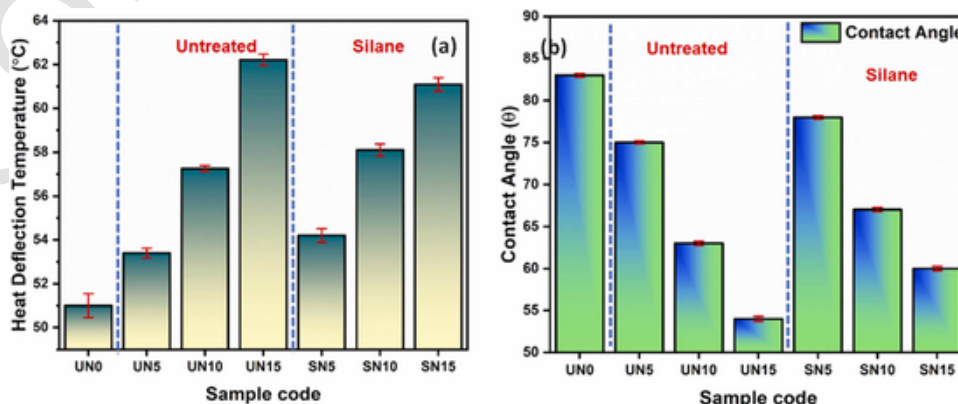 Heat Deflection Temperature (°C)
64
62
60
58
56
54
52
50
Untreated
Silane
(a)
UN0 UN5 UN10 UN15 SN5 SN10 SN15
Sample code
Contact Angle (θ)
90
85
80
75
70
65
60
55
50
(b)
Contact Angle
Untreated
Silane
UN0 UN5 UN10 UN15 SN5 SN10 SN15
Sample code